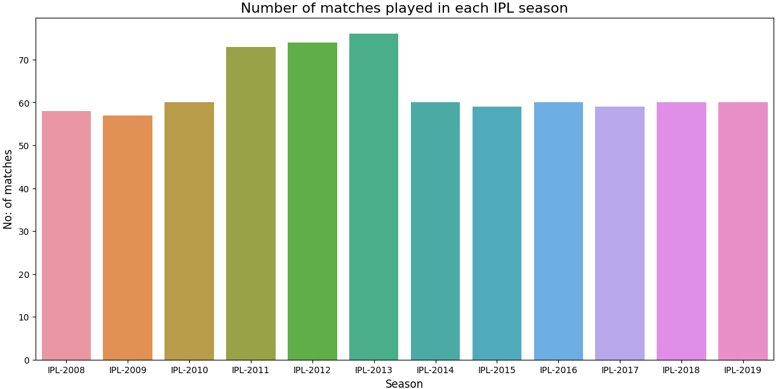 Number of matches played in each IPL season
No: of matches
70
60
50
40
30
20
10
0
IPL-2008 IPL-2009 IPL-2010 IPL-2011 IPL-2012 IPL-2013 IPL-2014 IPL-2015 IPL-2016 IPL-2017 IPL-2018 IPL-2019
Season